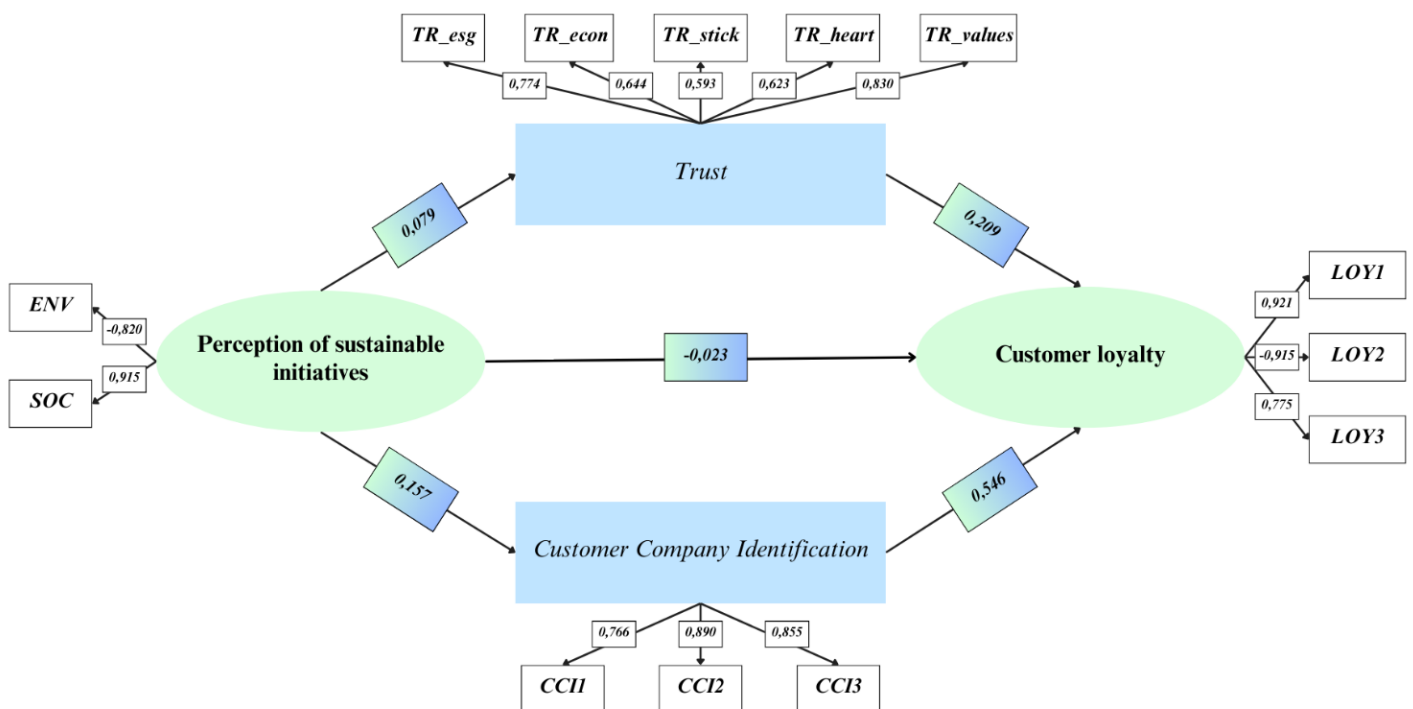 TR_esg
TR_econ
TR_stick
TR_heart
TR_values
0,774
0,644
0,593
0,623
0,830
Trust
0,079
0,209
ENV
-0,820
0,915
SOC
Perception of sustainable
initiatives
-0,023
Customer loyalty
0,921
-0,915
0,775
LOY1
LOY2
LOY3
0,157
0,546
Customer Company Identification
0,766
0,890
0,855
CCI1
CCI2
CCI3